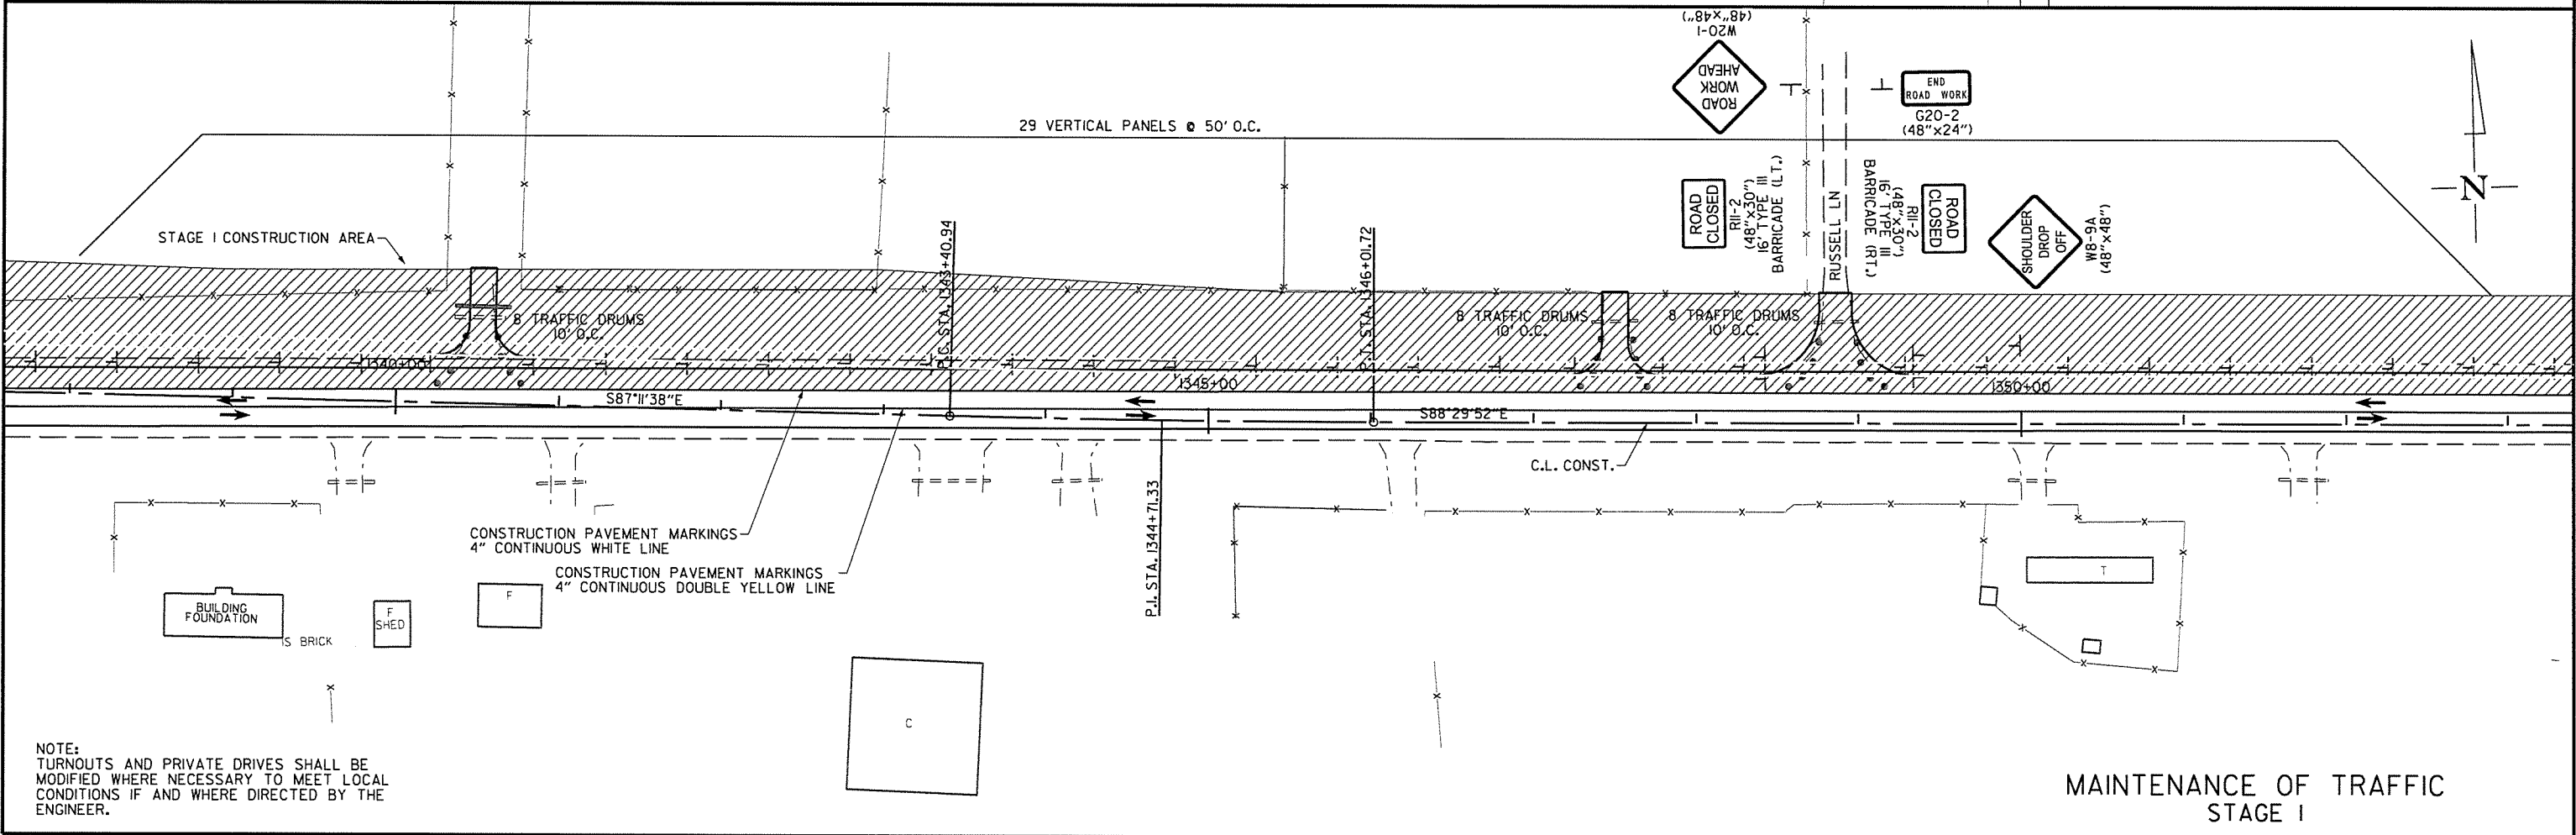 W20-1
(48"x48")
ROAD
WORK
AHEAD
END
ROAD WORK
G20-2
(48"x24")
29 VERTICAL PANELS @ 50' O.C.
ROAD
CLOSED
R11-2
(48"x30")
16' TYPE III
BARRICADE (LT.)
RUSSELL LN
ROAD
CLOSED
R11-2
(48"x30")
16' TYPE III
BARRICADE (RT.)
SHOULDER
DROP
OFF
W8-9A
(48"x48")
N
STAGE 1 CONSTRUCTION AREA
P.C. STA. 1343+40.94
P.T. STA. 1346+01.72
8 TRAFFIC DRUMS
10' O.C.
8 TRAFFIC DRUMS
10' O.C.
8 TRAFFIC DRUMS
10' O.C.
1340+00
1345+00
1350+00
S87°11'38"E
S88°29'52"E
C.L. CONST.
P.I. STA. 1344+71.33
CONSTRUCTION PAVEMENT MARKINGS
4" CONTINUOUS WHITE LINE
CONSTRUCTION PAVEMENT MARKINGS
4" CONTINUOUS DOUBLE YELLOW LINE
BUILDING
FOUNDATION
1S BRICK
F
SHED
F
C
T
NOTE:
TURNOUTS AND PRIVATE DRIVES SHALL BE
MODIFIED WHERE NECESSARY TO MEET LOCAL
CONDITIONS IF AND WHERE DIRECTED BY THE
ENGINEER.
MAINTENANCE OF TRAFFIC
STAGE 1